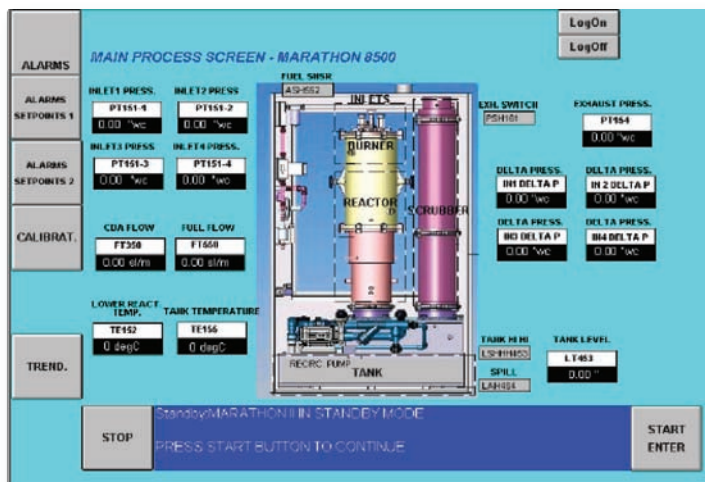 LogOn
LogOff
MAIN PROCESS SCREEN - MARATHON 8500
ALARMS
ALARMS
SETPOINTS 1
ALARMS
SETPOINTS 2
CALIBRAT.
TREND.
INLET1 PRESS.
PT151-1
0.00 "wc
INLET2 PRESS
PT151-2
0.00 "wc
INLET3 PRESS
PT151-3
0.00 "wc
INLET4 PRESS.
PT151-4
0.00 "wc
CDA FLOW
FT350
0.00 sl/m
FUEL FLOW
FT650
0.00 sl/m
LOWER REACT.
TEMP.
TE152
0 degC
TANK TEMPERATURE
TE155
0 degC
FUEL SNSR
ASH552
INLETS
BURNER
REACTOR
SCRUBBER
RECIRC PUMP
TANK
EXH. SWITCH
PSH161
EXHAUST PRESS.
PT154
0.00 "wc
DELTA PRESS.
IN1 DELTA P
0.00 "wc
DELTA PRESS.
IN 2 DELTA P
0.00 "wc
DELTA PRESS.
IN3 DELTA P
0.00 "wc
DELTA PRESS.
IN4 DELTA P
0.00 "wc
TANK HI HI
SPILL
LAH454
TANK LEVEL
LT453
0.00 "
STOP
Standby:MARATHON II IN STANDBY MODE
PRESS START BUTTON TO CONTINUE
START
ENTER